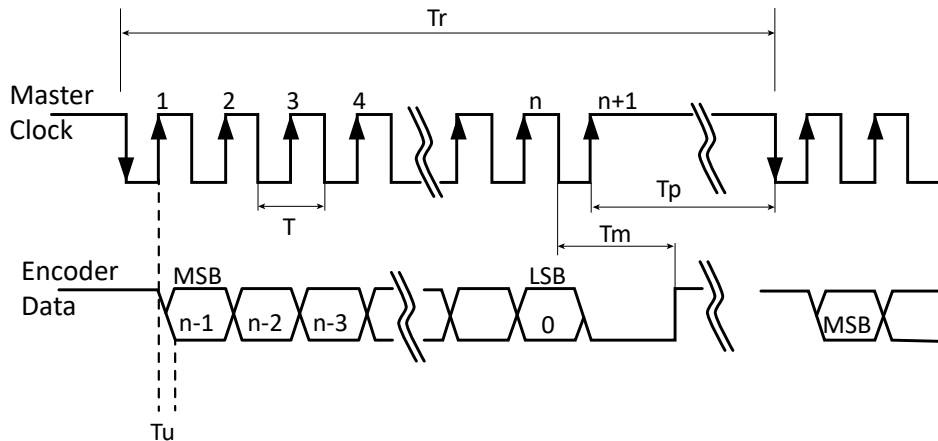 Tr
Master
Clock
1 2 3 4 n n+1
T
Tp
Tm
Encoder
Data
MSB LSB
n-1 n-2 n-3 0 MSB
Tu